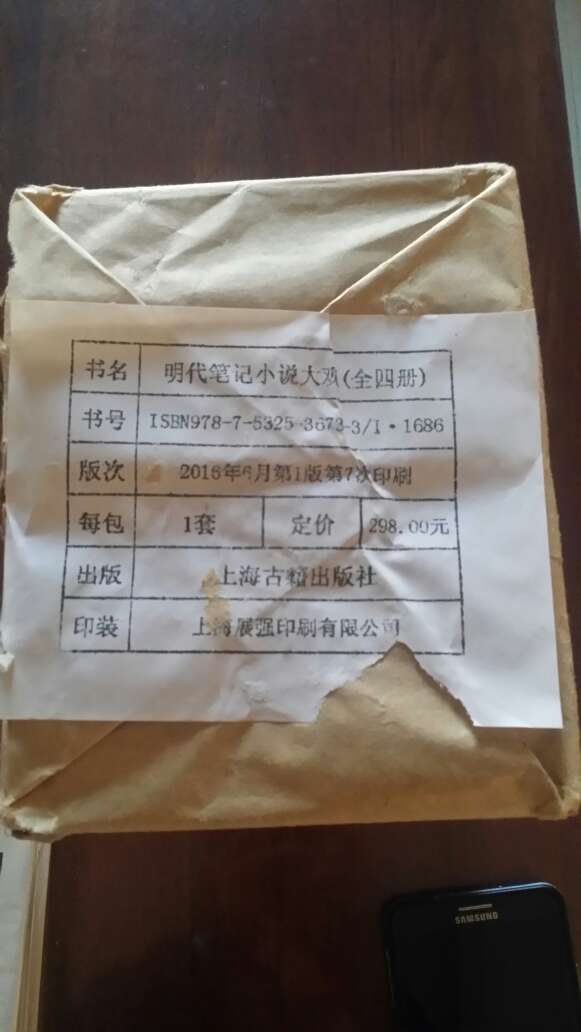 书名 明代笔记小说大观(全四册)
书号 ISBN978-7-5325-3673-3/I·1686
版次 2016年6月第1版第7次印刷
每包 1套 定价 298.00元
出版 上海古籍出版社
印装 上海展强印刷有限公司
SAMSUNG